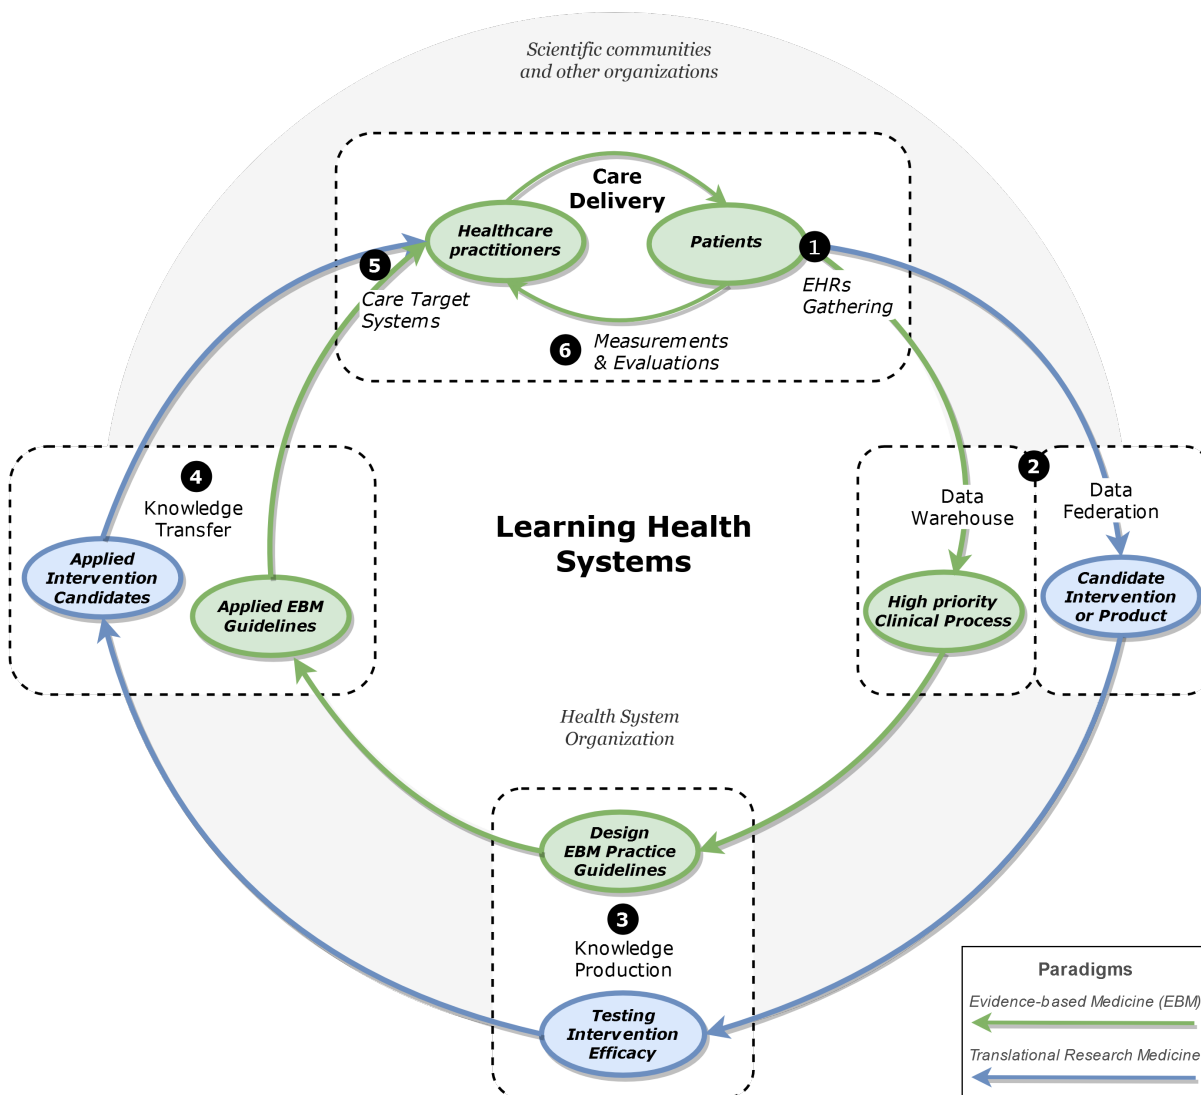 Scientific communities
and other organizations
Care
Delivery
Healthcare
practitioners
Patients
1
EHRs
Gathering
5
Care Target
Systems
6
Measurements
& Evaluations
4
Knowledge
Transfer
2
Data
Warehouse
Data
Federation
Learning Health
Systems
Applied
Intervention
Candidates
Applied EBM
Guidelines
High priority
Clinical Process
Candidate
Intervention
or Product
Health System
Organization
Design
EBM Practice
Guidelines
3
Knowledge
Production
Testing
Intervention
Efficacy
Paradigms
Evidence-based Medicine (EBM)
Translational Research Medicine